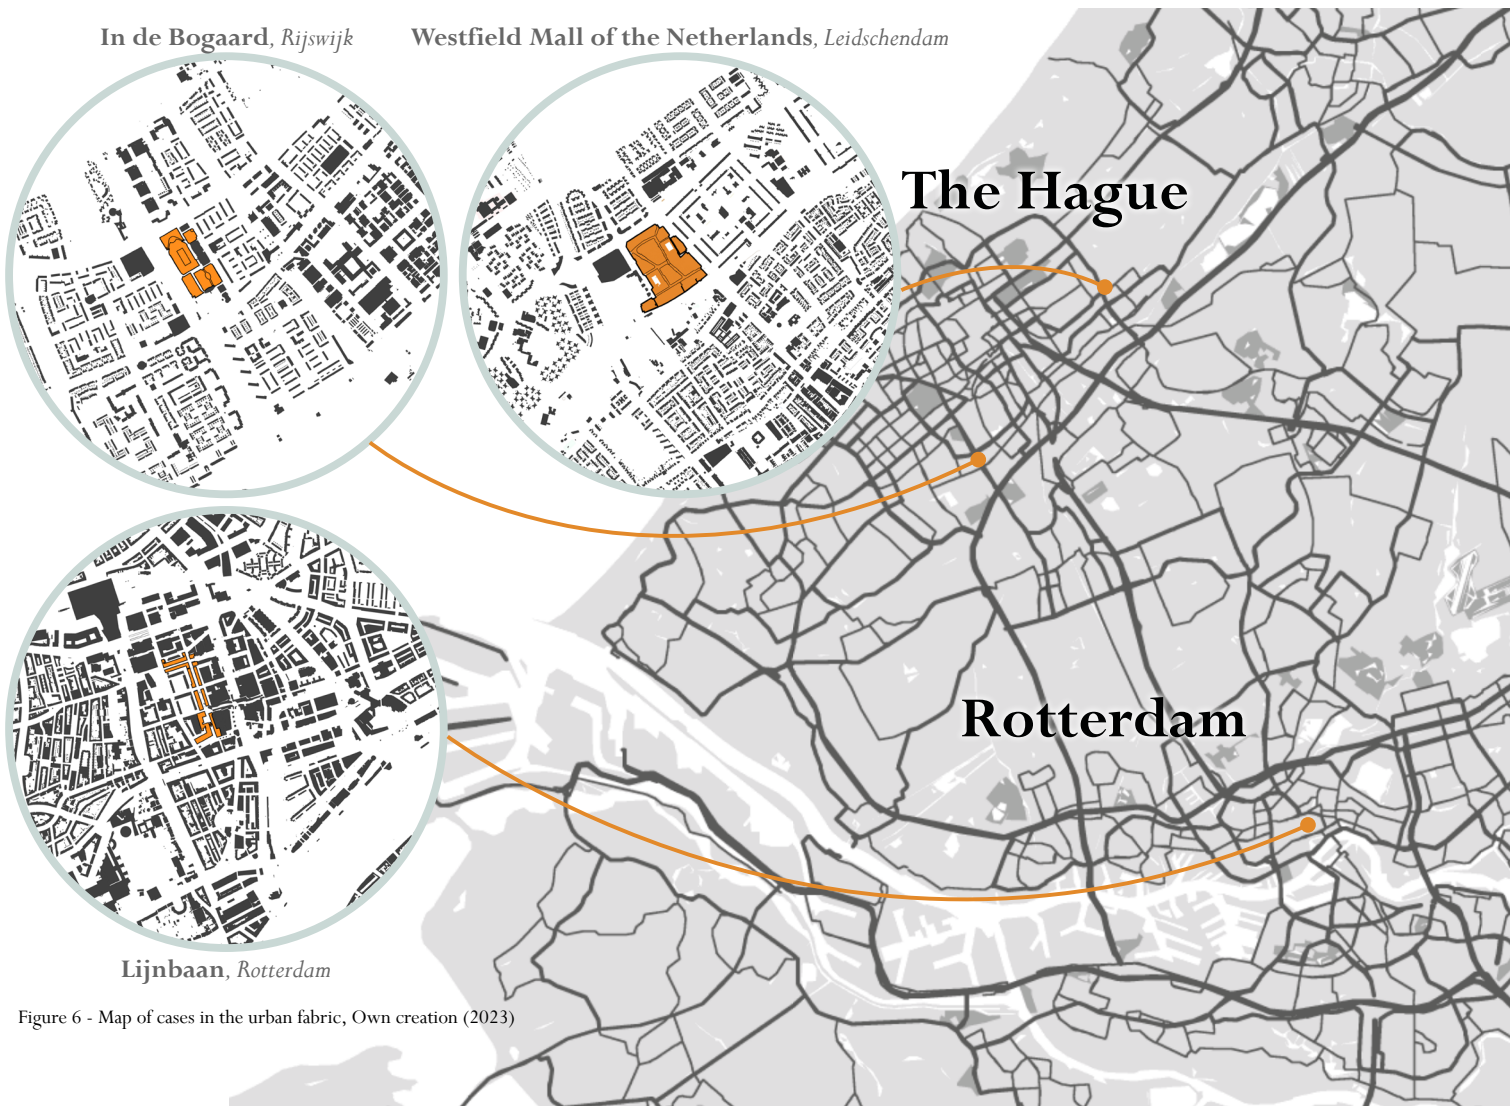 In de Bogaard, Rijswijk
Westfield Mall of the Netherlands, Leidschendam
The Hague
Rotterdam
Lijnbaan, Rotterdam
Figure 6 - Map of cases in the urban fabric, Own creation (2023)